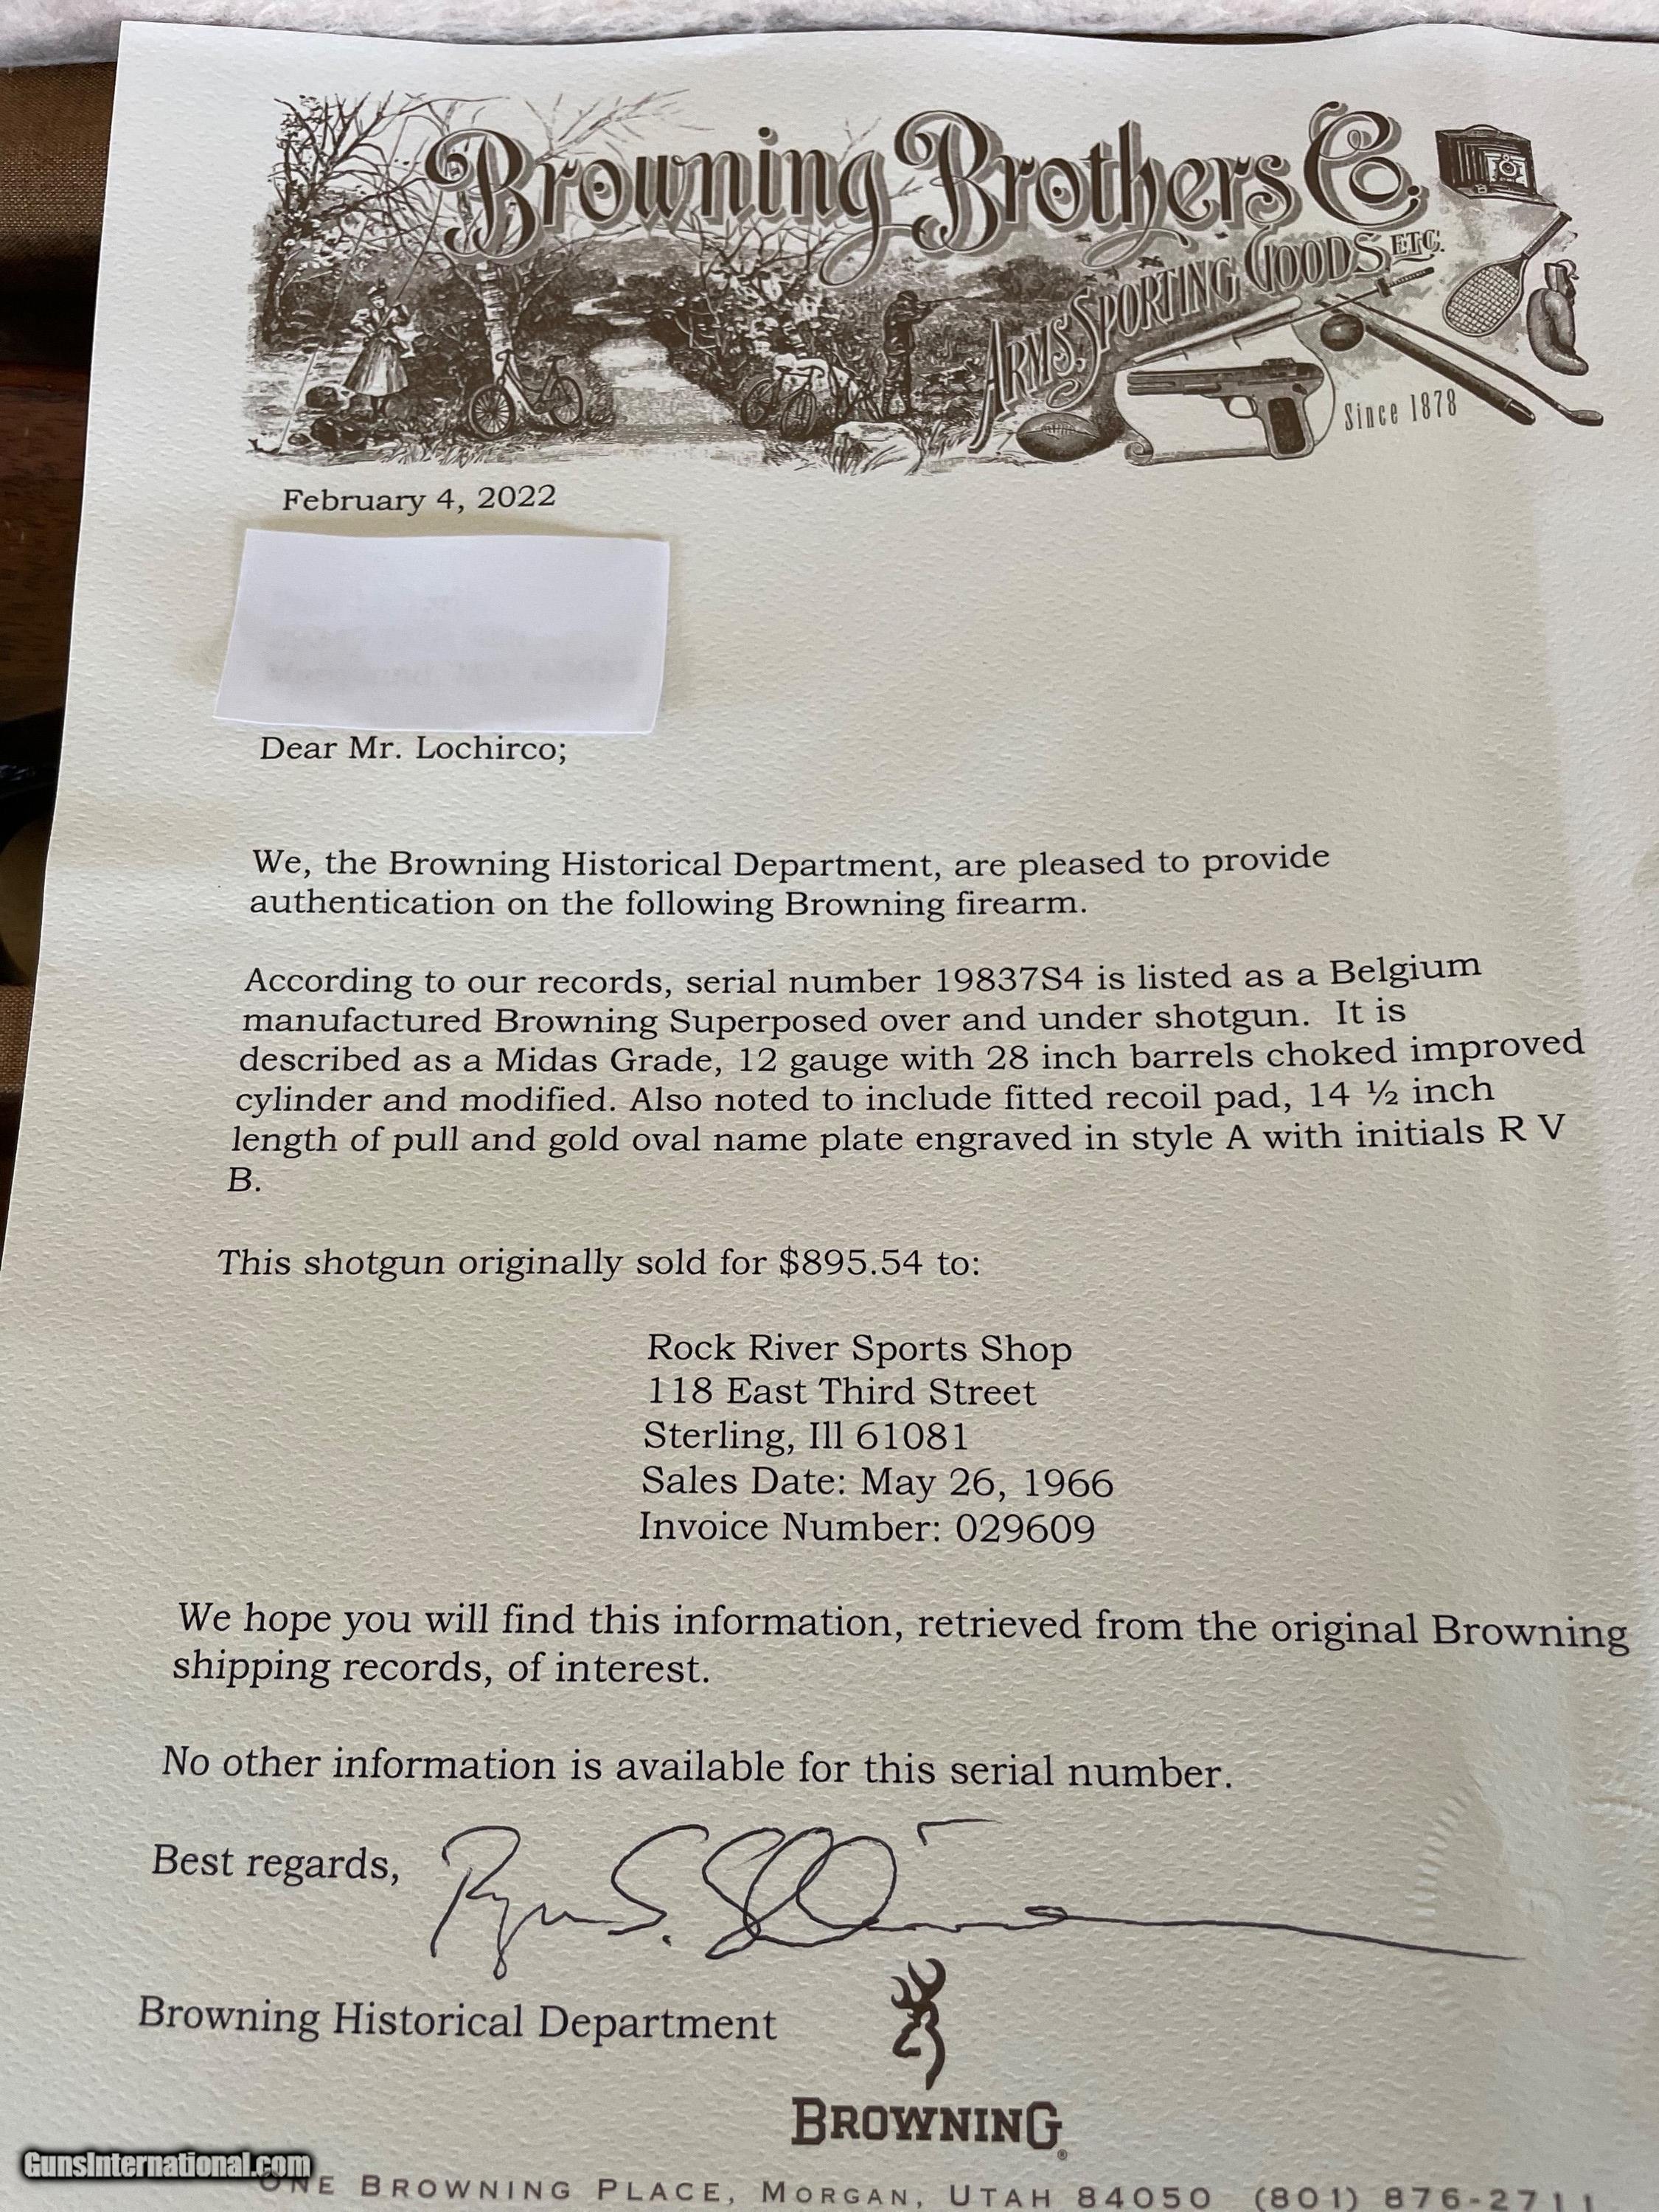 Browning Brothers Co.
Arms, Sporting Goods Etc.
Since 1878
February 4, 2022
Dear Mr. Lochirco;
We, the Browning Historical Department, are pleased to provide
authentication on the following Browning firearm.
According to our records, serial number 19837S4 is listed as a Belgium
manufactured Browning Superposed over and under shotgun.  It is
described as a Midas Grade, 12 gauge with 28 inch barrels choked improved
cylinder and modified. Also noted to include fitted recoil pad, 14 ½ inch
length of pull and gold oval name plate engraved in style A with initials R V
B.
This shotgun originally sold for $895.54 to:
Rock River Sports Shop
118 East Third Street
Sterling, Ill 61081
Sales Date: May 26, 1966
Invoice Number: 029609
We hope you will find this information, retrieved from the original Browning
shipping records, of interest.
No other information is available for this serial number.
Best regards,
Browning Historical Department
BROWNING®
GunsInternational.com
ONE BROWNING PLACE, MORGAN, UTAH 84050 (801) 876-2711